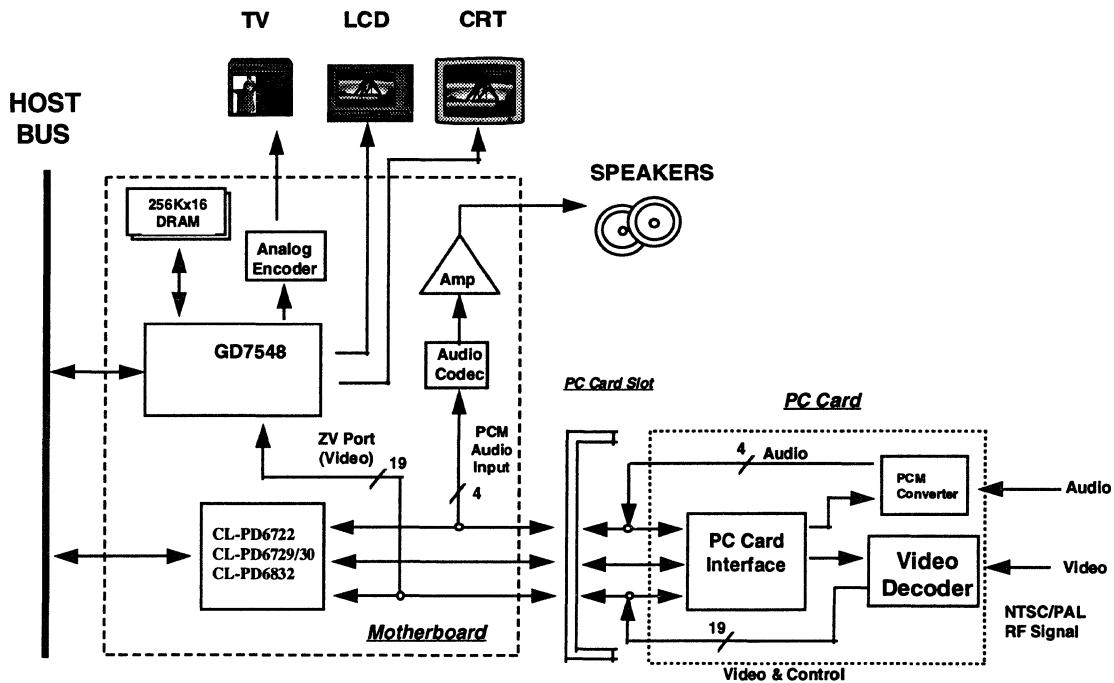 TV
LCD
CRT
HOST
BUS
SPEAKERS
256Kx16
DRAM
Analog
Encoder
Amp
GD7548
Audio
Codec
PC Card Slot
PC Card
ZV Port
(Video)
19
PCM
Audio
Input
4
4
Audio
PCM
Converter
Audio
CL-PD6722
CL-PD6729/30
CL-PD6832
PC Card
Interface
Video
Decoder
Video
NTSC/PAL
RF Signal
Motherboard
19
Video & Control